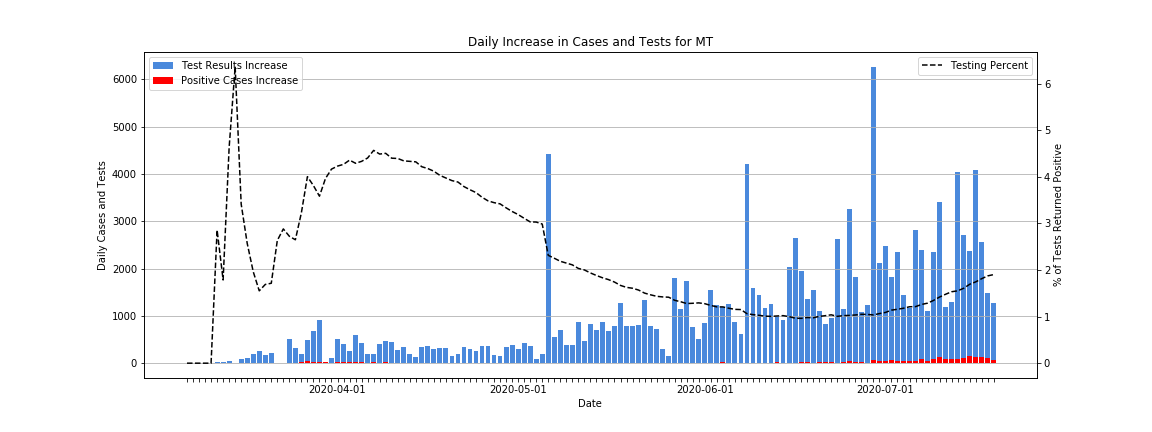 Daily Increase in Cases and Tests for MT
Test Results Increase
Positive Cases Increase
Testing Percent
6000
5000
4000
3000
2000
1000
0
Daily Cases and Tests
6
5
4
3
2
1
0
% of Tests Returned Positive
2020-04-01
2020-05-01
2020-06-01
2020-07-01
Date